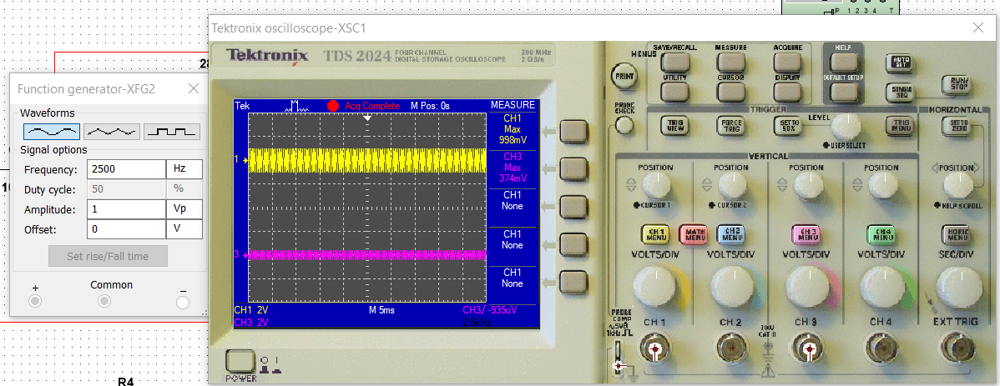 P 1 2 3 4 T
Tektronix oscilloscope-XSC1
28
Function generator-XFG2
Waveforms
Signal options
Frequency: 2500 Hz
Duty cycle: 50 %
Amplitude: 1 Vp
Offset: 0 V
Set rise/Fall time
+ Common −
R4
Tektronix TDS 2024 FOUR CHANNEL
DIGITAL STORAGE OSCILLOSCOPE
200 MHz
2 GS/s
Tek Acq Complete M Pos: 0s MEASURE
CH1
Max
998mV
CH3
Max
374mV
CH1
None
CH1
None
CH1
None
1
3
CH1 2V M 5ms CH3/ -935uV
CH3 2V
POWER
PRINT
MENUS
SAVE/RECALL MEASURE ACQUIRE
UTILITY CURSOR DISPLAY
HELP
DEFAULT SETUP
AUTO
SET
SINGLE
SEQ
RUN/
STOP
PROBE
CHECK
TRIGGER
TRIG
VIEW
FORCE
TRIG
SET TO
50%
LEVEL
USER SELECT
TRIG
MENU
HORIZONTAL
SET TO
ZERO
VERTICAL
POSITION POSITION POSITION POSITION POSITION
CURSOR 1 CURSOR 2 HELP SCROLL
CH 1
MENU
MATH
MENU
CH 2
MENU
CH 3
MENU
CH 4
MENU
HORIZ
MENU
VOLTS/DIV VOLTS/DIV VOLTS/DIV VOLTS/DIV SEC/DIV
PROBE
COMP
~5V
1kHz
CH 1 CH 2 CH 3 CH 4 EXT TRIG
300V
CAT II